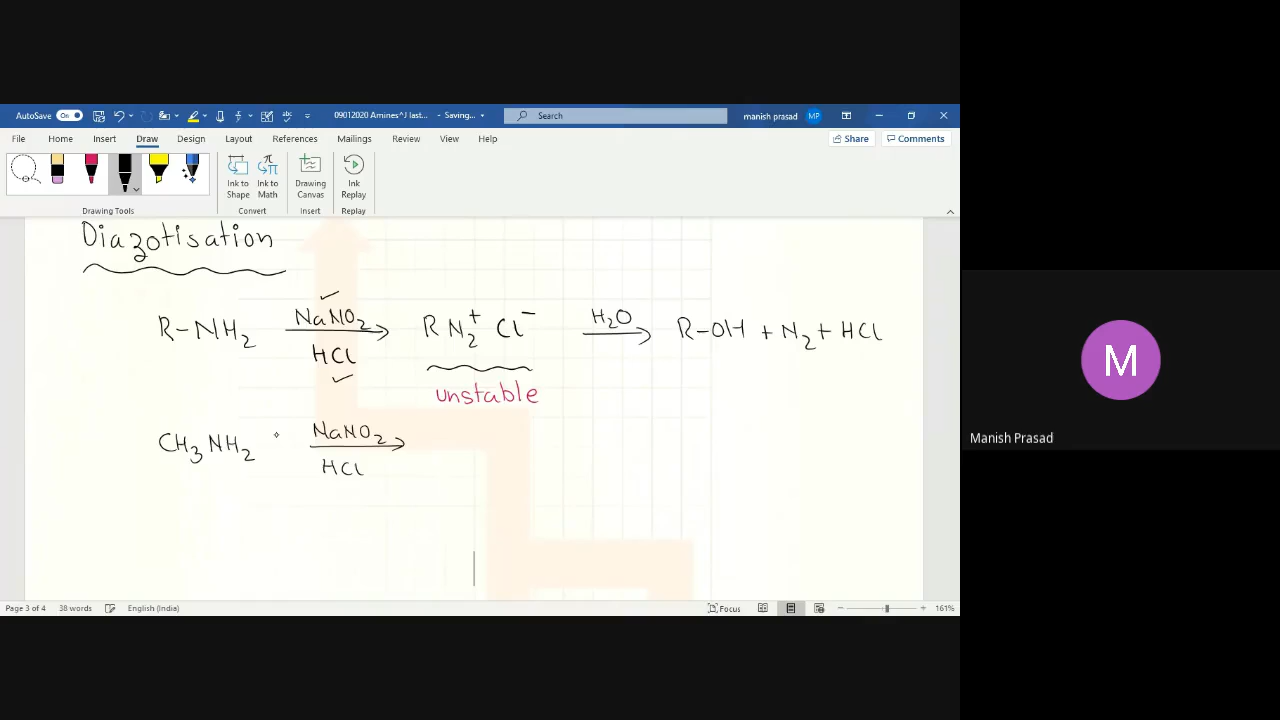 AutoSave On 09012020 Amines^J last... - Saving... Search manish prasad MP
File Home Insert Draw Design Layout References Mailings Review View Help Share Comments
Ink to Shape Ink to Math Drawing Canvas Ink Replay
Drawing Tools Convert Insert Replay
Diazotisation
R-NH2 NaNO2 HCl RN2+ Cl- H2O R-OH + N2 + HCl
unstable
CH3NH2 NaNO2 HCl
M
Manish Prasad
Page 3 of 4 38 words English (India) Focus 161%